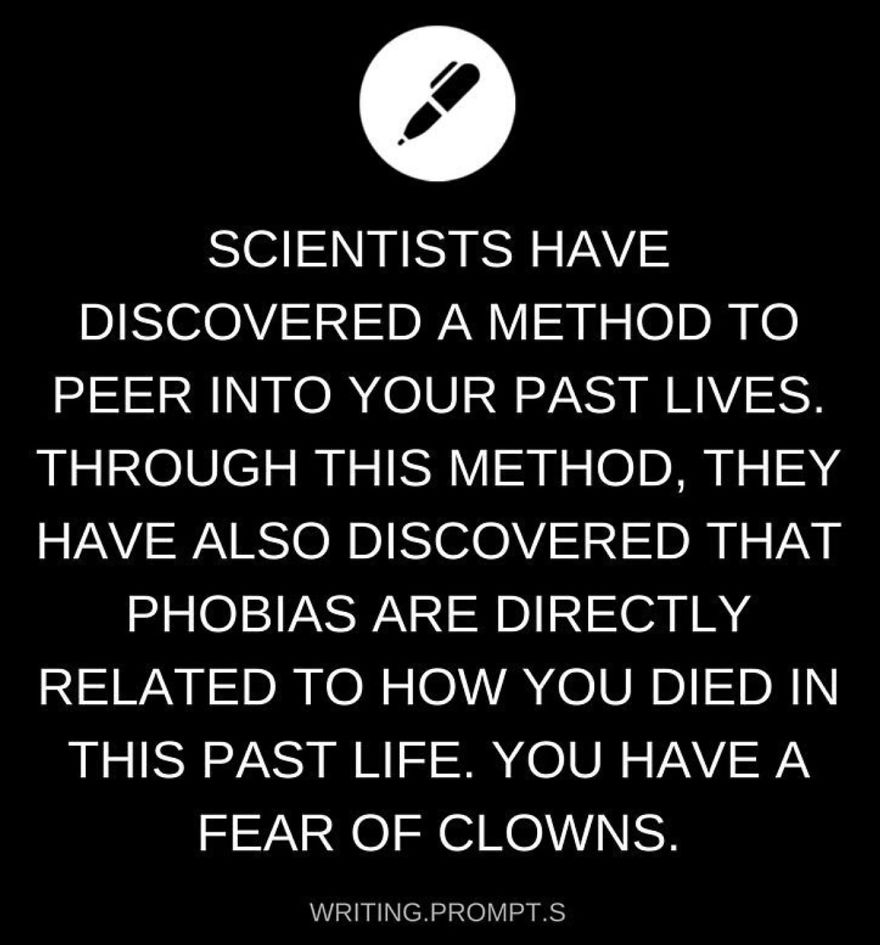 SCIENTISTS HAVE
DISCOVERED A METHOD TO
PEER INTO YOUR PAST LIVES.
THROUGH THIS METHOD, THEY
HAVE ALSO DISCOVERED THAT
PHOBIAS ARE DIRECTLY
RELATED TO HOW YOU DIED IN
THIS PAST LIFE. YOU HAVE A
FEAR OF CLOWNS.
WRITING.PROMPT.S